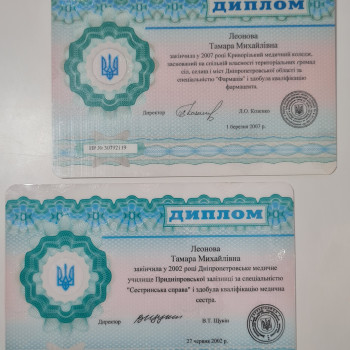 ДИПЛОМ
Леонова
Тамара Михайлівна
закінчила у 2007 році Криворізький медичний коледж,
заснований на спільній власності територіальних громад
сіл, селищ і міст Дніпропетровської області за
спеціальністю "Фармація" і здобула кваліфікацію
фармацевта.
Л.О. Кізенко
1 березня 2007 р.
ДИПЛОМ
Леонова
Тамара Михайлівна
закінчила у 2002 році Дніпропетровське медичне
училище Придніпровської залізниці за спеціальністю
"Сестринська справа" і здобула кваліфікацію медична
сестра.
Директор
В.Т. Щукін
27 червня 2002 р.